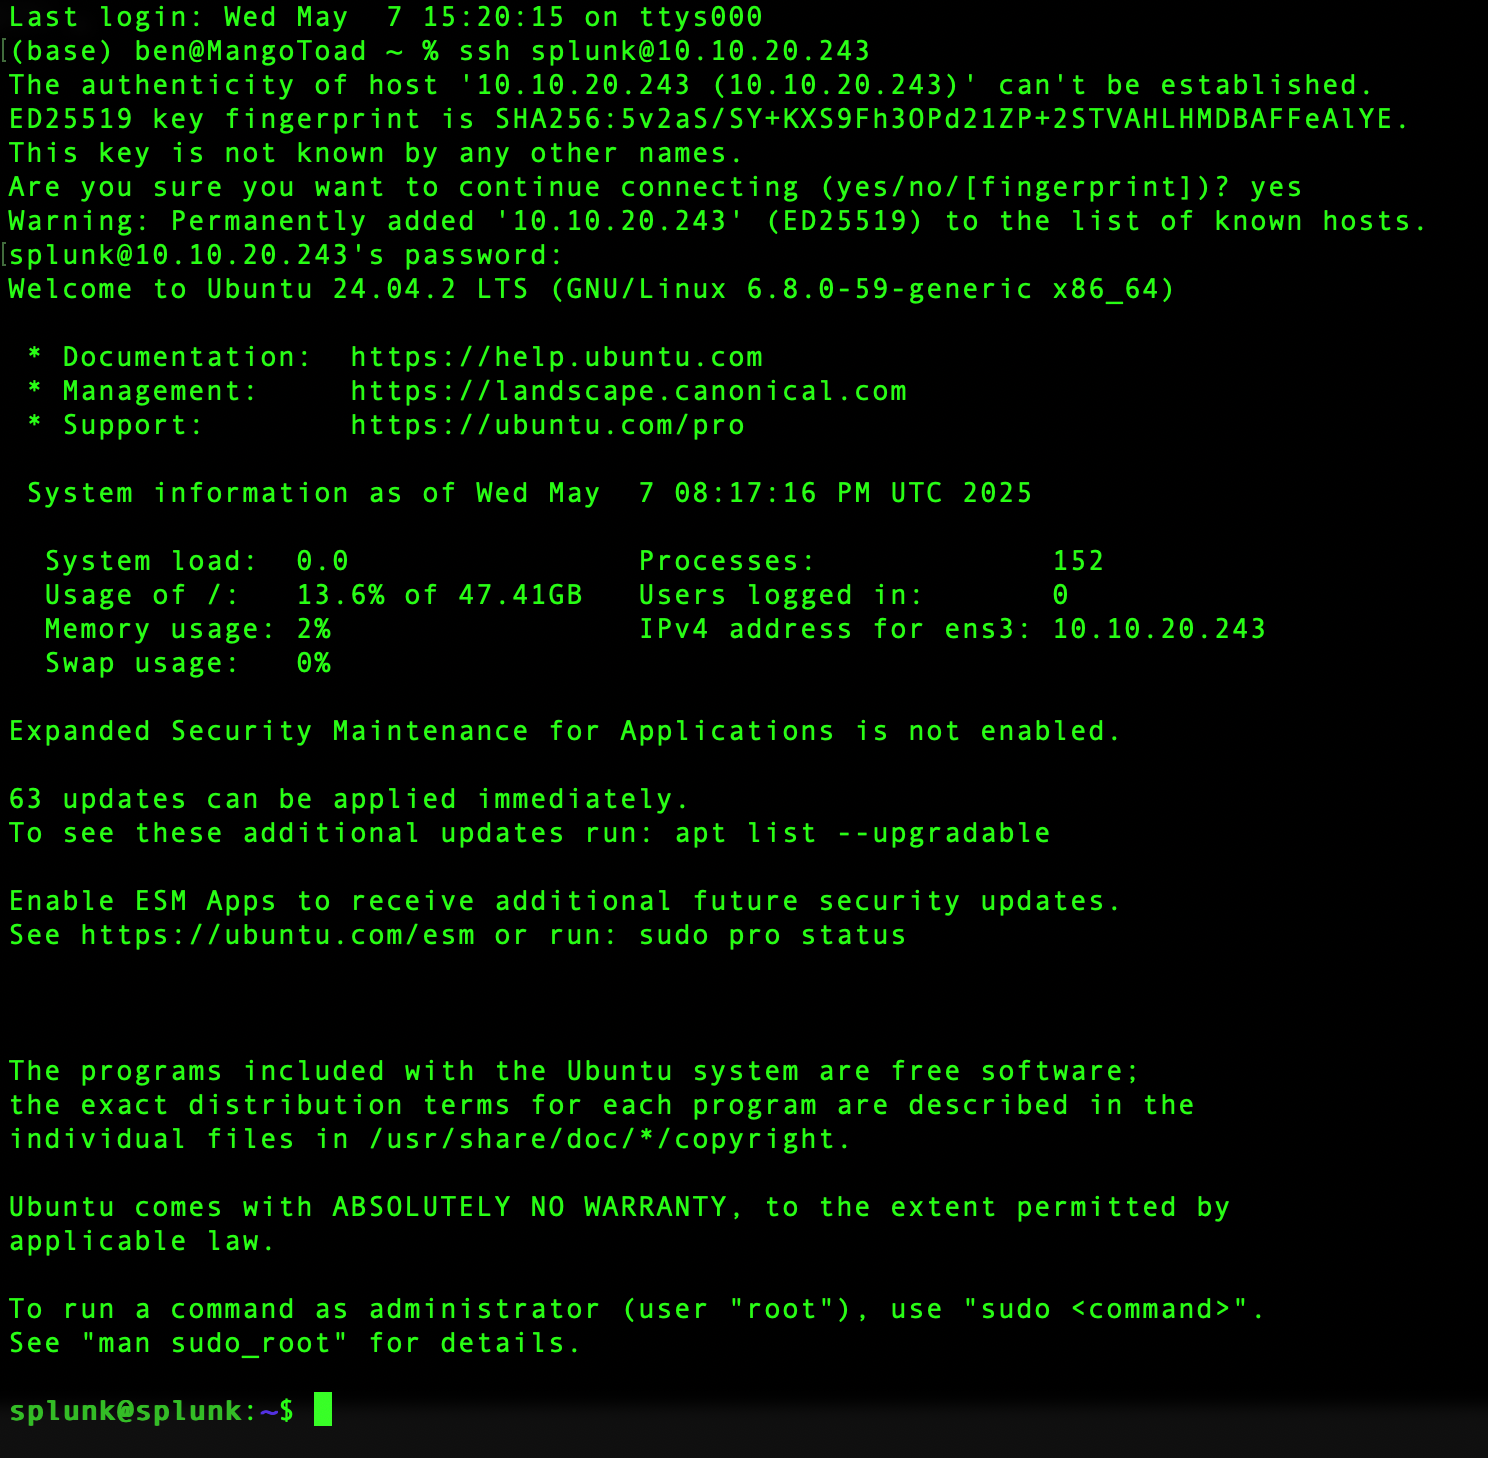 Last login: Wed May  7 15:20:15 on ttys000
[(base) ben@MangoToad ~ % ssh splunk@10.10.20.243
The authenticity of host '10.10.20.243 (10.10.20.243)' can't be established.
ED25519 key fingerprint is SHA256:5v2aS/SY+KXS9Fh3OPd21ZP+2STVAHLHMDBAFFeAlYE.
This key is not known by any other names.
Are you sure you want to continue connecting (yes/no/[fingerprint])? yes
Warning: Permanently added '10.10.20.243' (ED25519) to the list of known hosts.
[splunk@10.10.20.243's password:
Welcome to Ubuntu 24.04.2 LTS (GNU/Linux 6.8.0-59-generic x86_64)

 * Documentation:  https://help.ubuntu.com
 * Management:     https://landscape.canonical.com
 * Support:        https://ubuntu.com/pro

 System information as of Wed May  7 08:17:16 PM UTC 2025

  System load:  0.0                Processes:             152
  Usage of /:   13.6% of 47.41GB   Users logged in:       0
  Memory usage: 2%                 IPv4 address for ens3: 10.10.20.243
  Swap usage:   0%

Expanded Security Maintenance for Applications is not enabled.

63 updates can be applied immediately.
To see these additional updates run: apt list --upgradable

Enable ESM Apps to receive additional future security updates.
See https://ubuntu.com/esm or run: sudo pro status

The programs included with the Ubuntu system are free software;
the exact distribution terms for each program are described in the
individual files in /usr/share/doc/*/copyright.

Ubuntu comes with ABSOLUTELY NO WARRANTY, to the extent permitted by
applicable law.

To run a command as administrator (user "root"), use "sudo <command>".
See "man sudo_root" for details.

splunk@splunk:~$